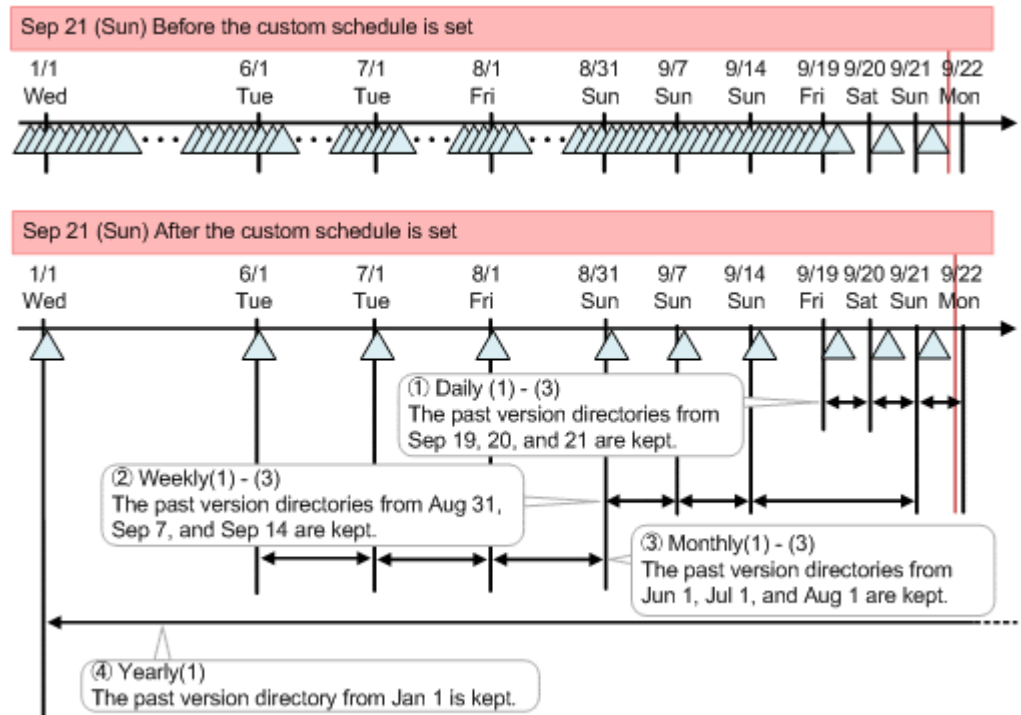 Sep 21 (Sun) Before the custom schedule is set
1/1 6/1 7/1 8/1 8/31 9/7 9/14 9/19 9/20 9/21 9/22
Wed Tue Tue Fri Sun Sun Sun Fri Sat Sun Mon
Sep 21 (Sun) After the custom schedule is set
1/1 6/1 7/1 8/1 8/31 9/7 9/14 9/19 9/20 9/21 9/22
Wed Tue Tue Fri Sun Sun Sun Fri Sat Sun Mon
① Daily (1) - (3)
The past version directories from
Sep 19, 20, and 21 are kept.
② Weekly(1) - (3)
The past version directories from Aug 31,
Sep 7, and Sep 14 are kept.
③ Monthly(1) - (3)
The past version directories from
Jun 1, Jul 1, and Aug 1 are kept.
④ Yearly(1)
The past version directory from Jan 1 is kept.